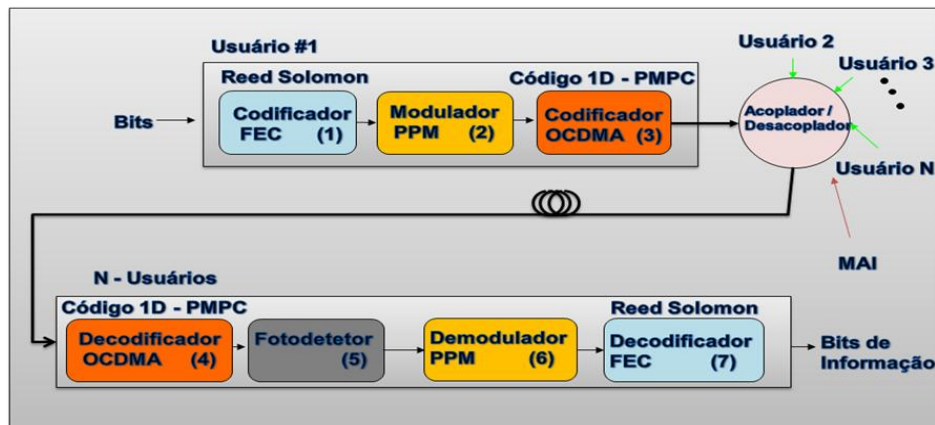 Usuário #1
Reed Solomon
Código 1D - PMPC
Bits
Codificador
FEC (1)
Modulador
PPM (2)
Codificador
OCDMA (3)
Usuário 2
Usuário 3
Acoplador /
Desacoplador
Usuário N
MAI
N - Usuários
Código 1D - PMPC
Reed Solomon
Decodificador
OCDMA (4)
Fotodetetor
(5)
Demodulador
PPM (6)
Decodificador
FEC (7)
Bits de
Informação